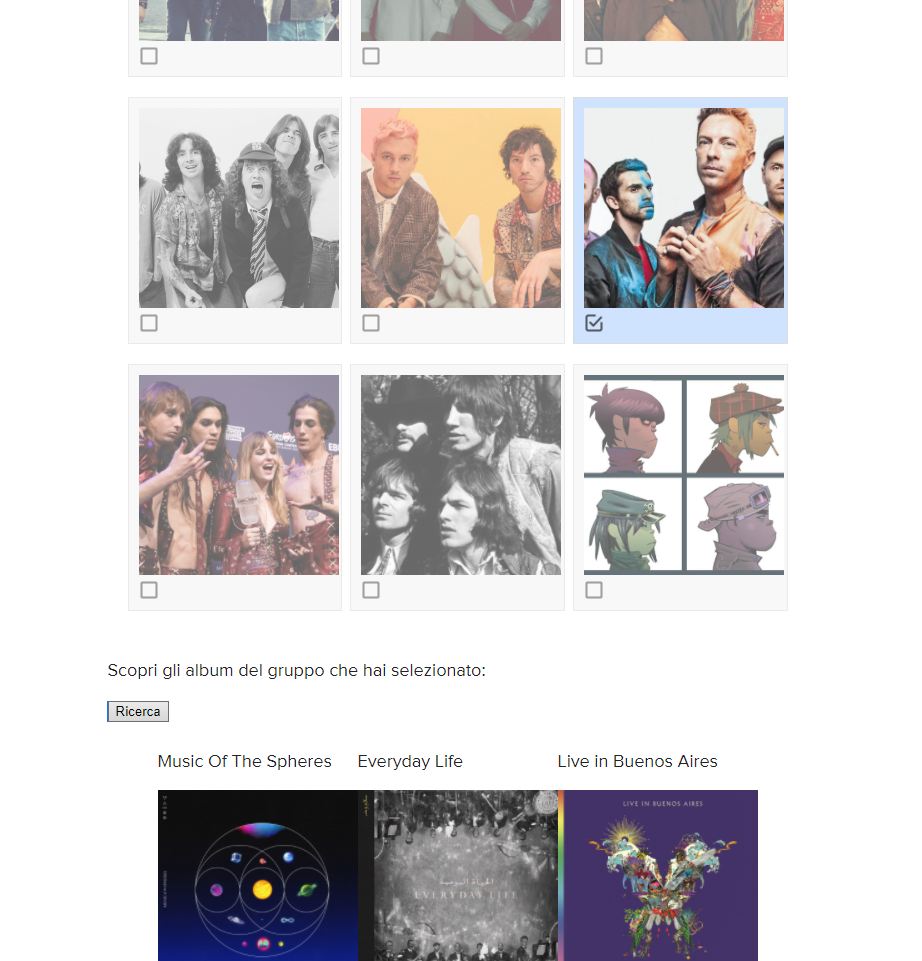 Scopri gli album del gruppo che hai selezionato:
Ricerca
Music Of The Spheres
Everyday Life
Live in Buenos Aires
EVERYDAY LIFE
LIVE IN BUENOS AIRES